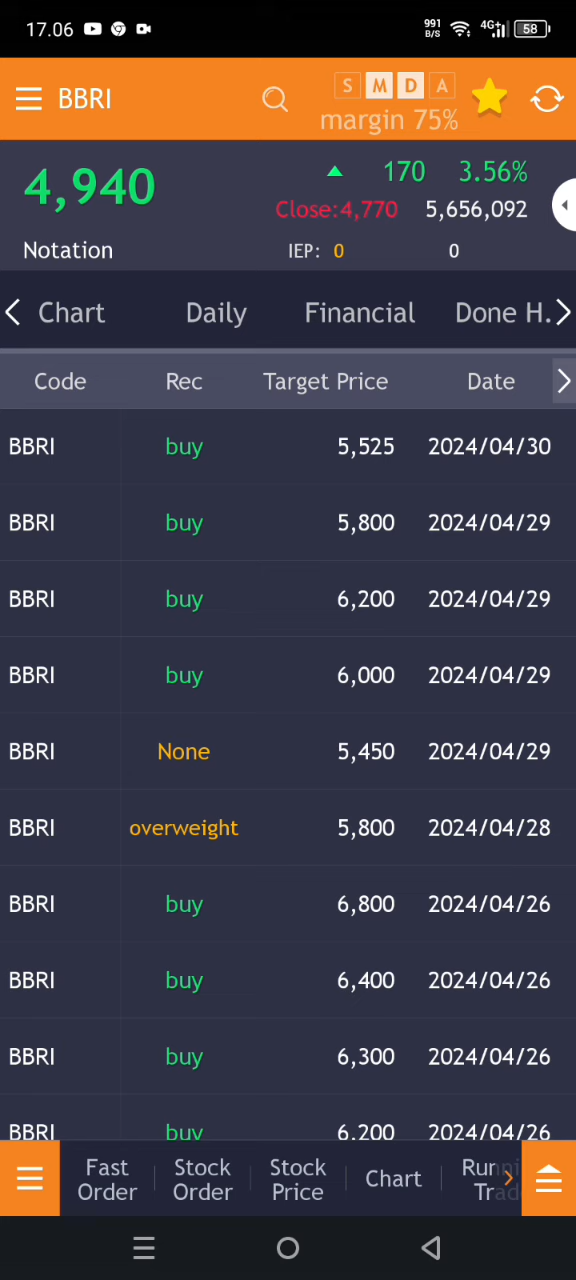 17.06 991 B/S 4G+ 58
BBRI S M D A
margin 75%
4,940 170 3.56%
Close:4,770 5,656,092
Notation IEP: 0 0
Chart Daily Financial Done H.
Code Rec Target Price Date
BBRI buy 5,525 2024/04/30
BBRI buy 5,800 2024/04/29
BBRI buy 6,200 2024/04/29
BBRI buy 6,000 2024/04/29
BBRI None 5,450 2024/04/29
BBRI overweight 5,800 2024/04/28
BBRI buy 6,800 2024/04/26
BBRI buy 6,400 2024/04/26
BBRI buy 6,300 2024/04/26
BBRI buy 6,200 2024/04/26
Fast Order Stock Order Stock Price Chart Runni Trad